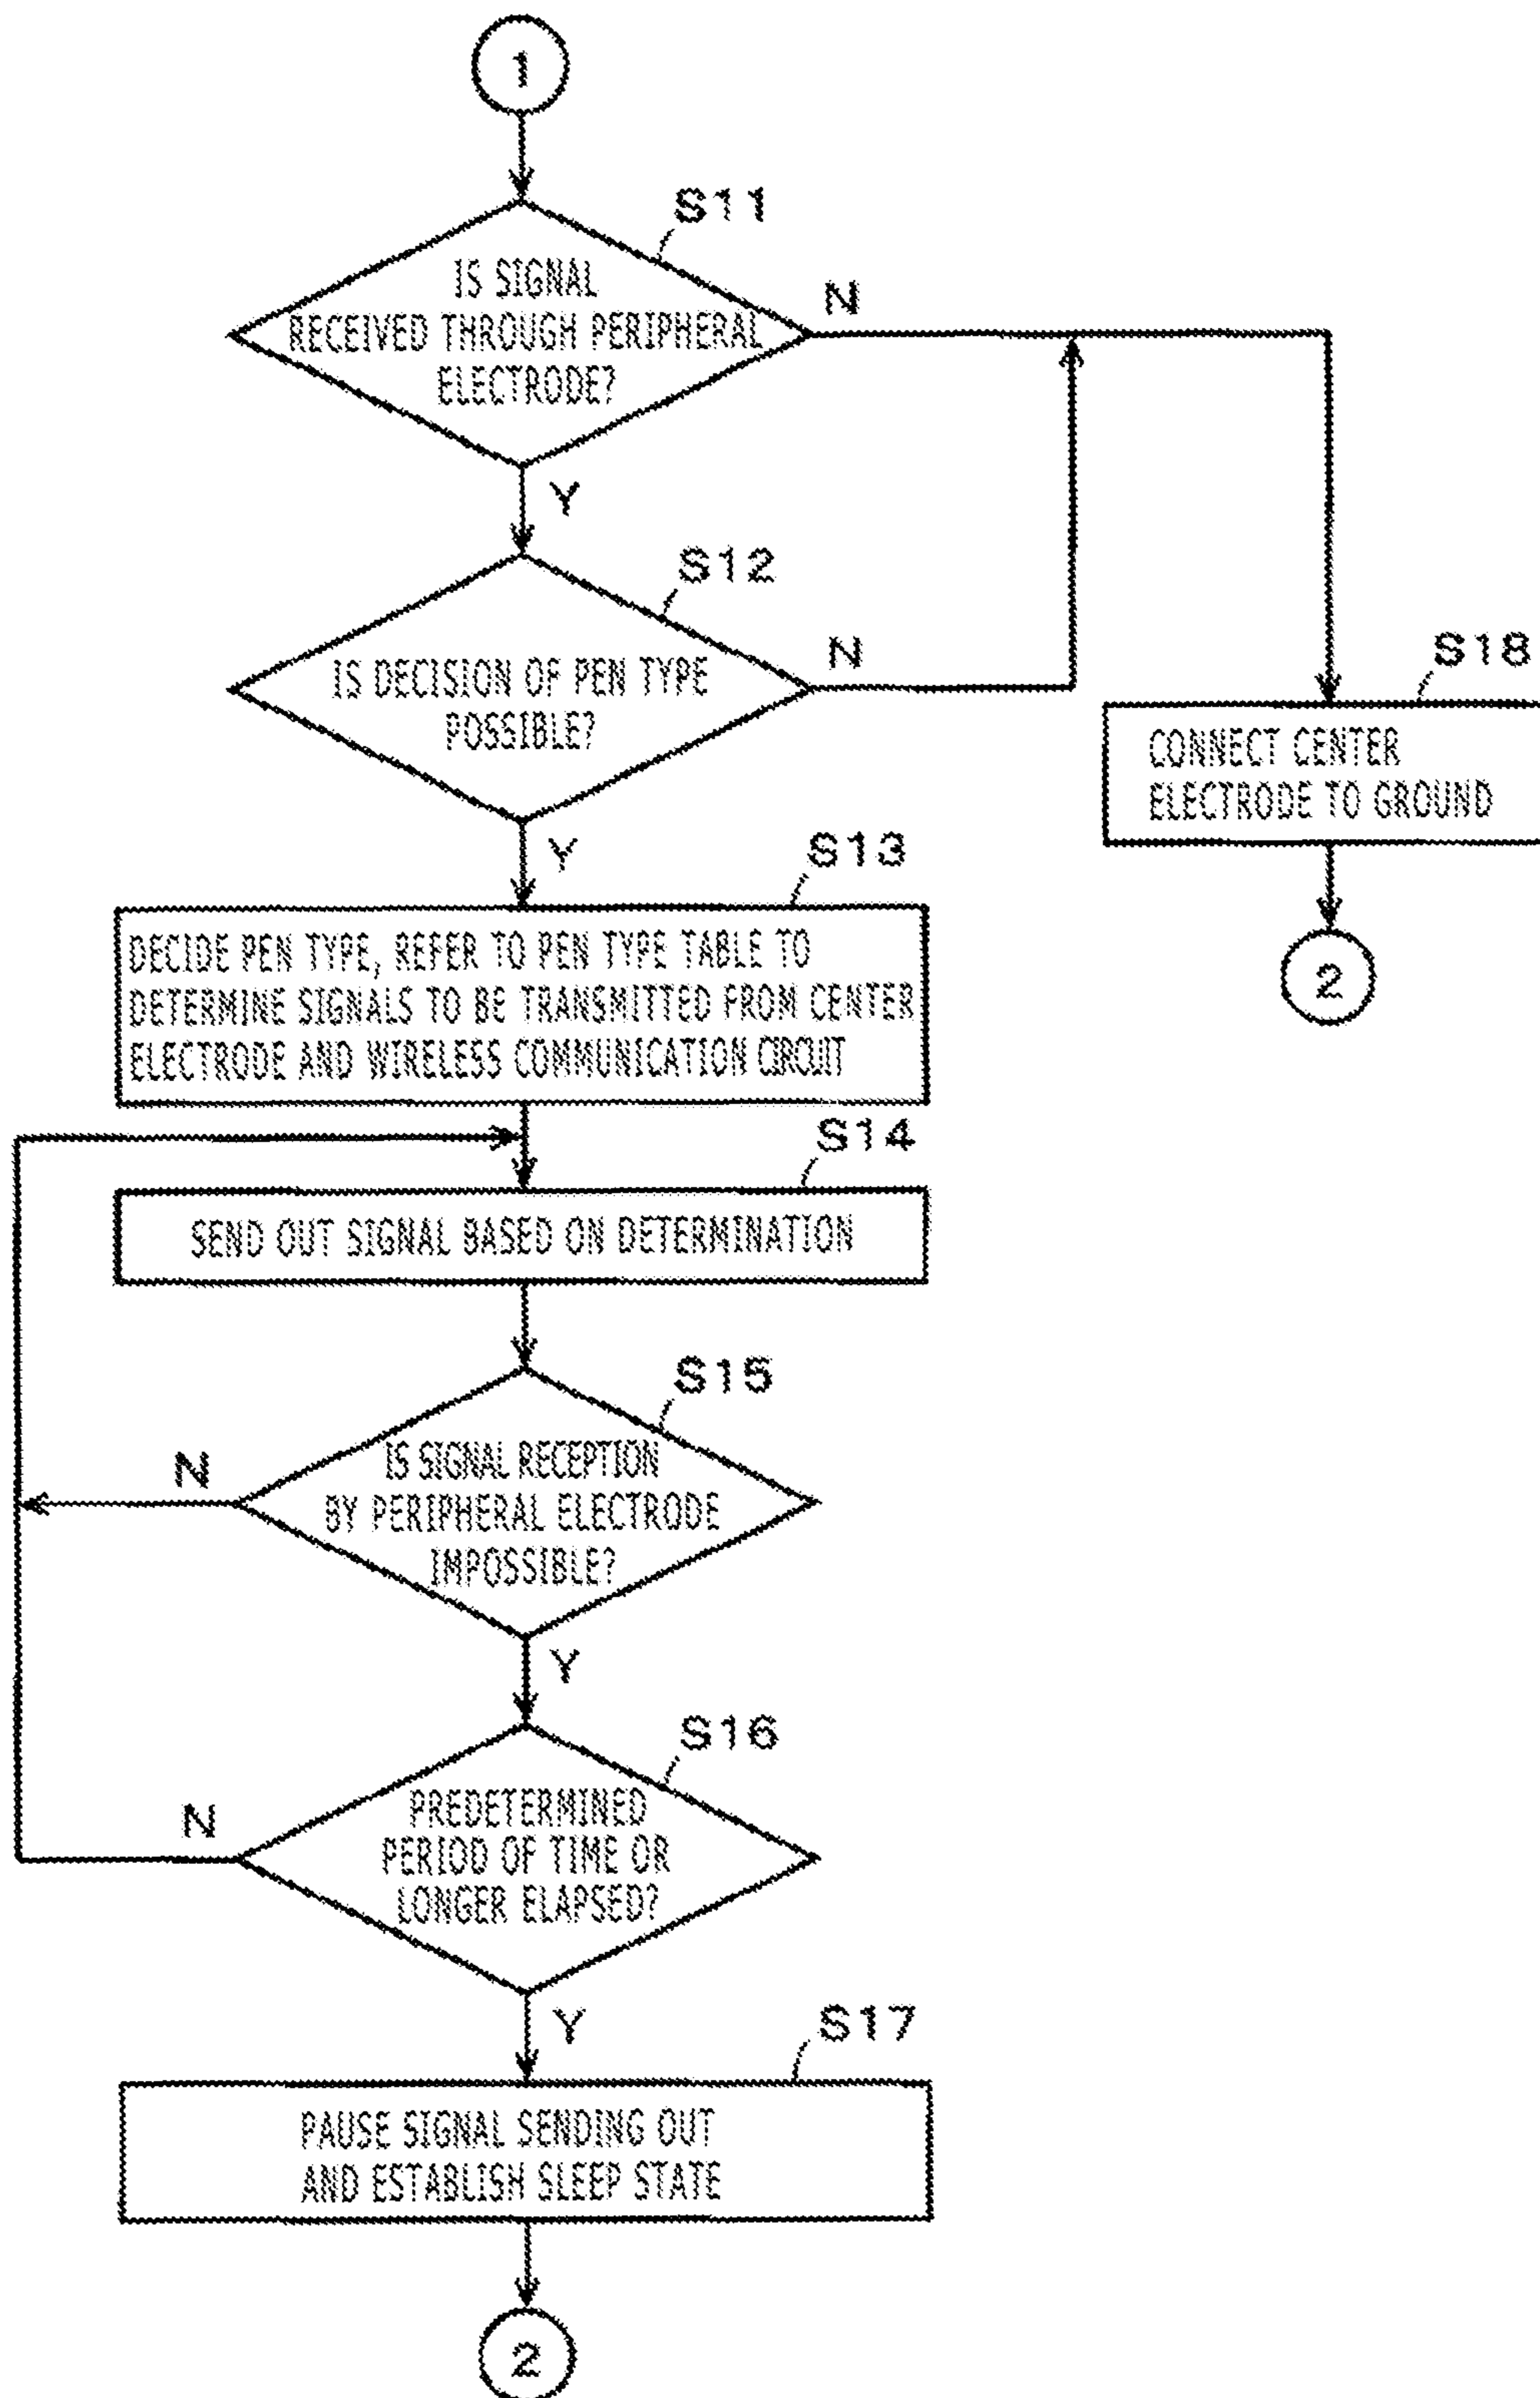 1
S11
IS SIGNAL
RECEIVED THROUGH PERIPHERAL
ELECTRODE?
N
Y
S12
IS DECISION OF PEN TYPE
POSSIBLE?
N
Y
S18
CONNECT CENTER
ELECTRODE TO GROUND
2
S13
DECIDE PEN TYPE, REFER TO PEN TYPE TABLE TO
DETERMINE SIGNALS TO BE TRANSMITTED FROM CENTER
ELECTRODE AND WIRELESS COMMUNICATION CIRCUIT
S14
SEND OUT SIGNAL BASED ON DETERMINATION
S15
IS SIGNAL RECEPTION
BY PERIPHERAL ELECTRODE
IMPOSSIBLE?
N
Y
S16
PREDETERMINED
PERIOD OF TIME OR
LONGER ELAPSED?
N
Y
S17
PAUSE SIGNAL SENDING OUT
AND ESTABLISH SLEEP STATE
2